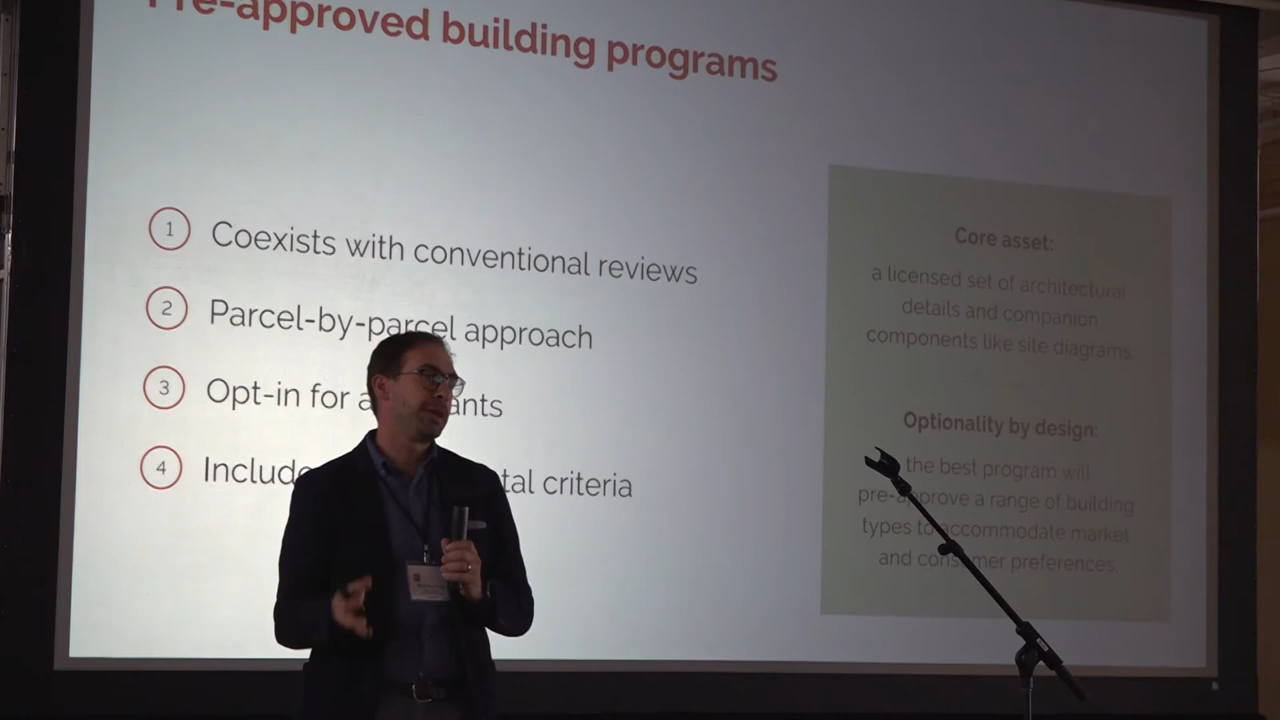 Pre-approved building programs
1 Coexists with conventional reviews
2 Parcel-by-parcel approach
3 Opt-in for a ants
4 Includ tal criteria
Core asset:
a licensed set of architectural
details and companion
components like site diagrams.
Optionality by design:
the best program will
pre-approve a range of building
types to accommodate market
and consumer preferences.